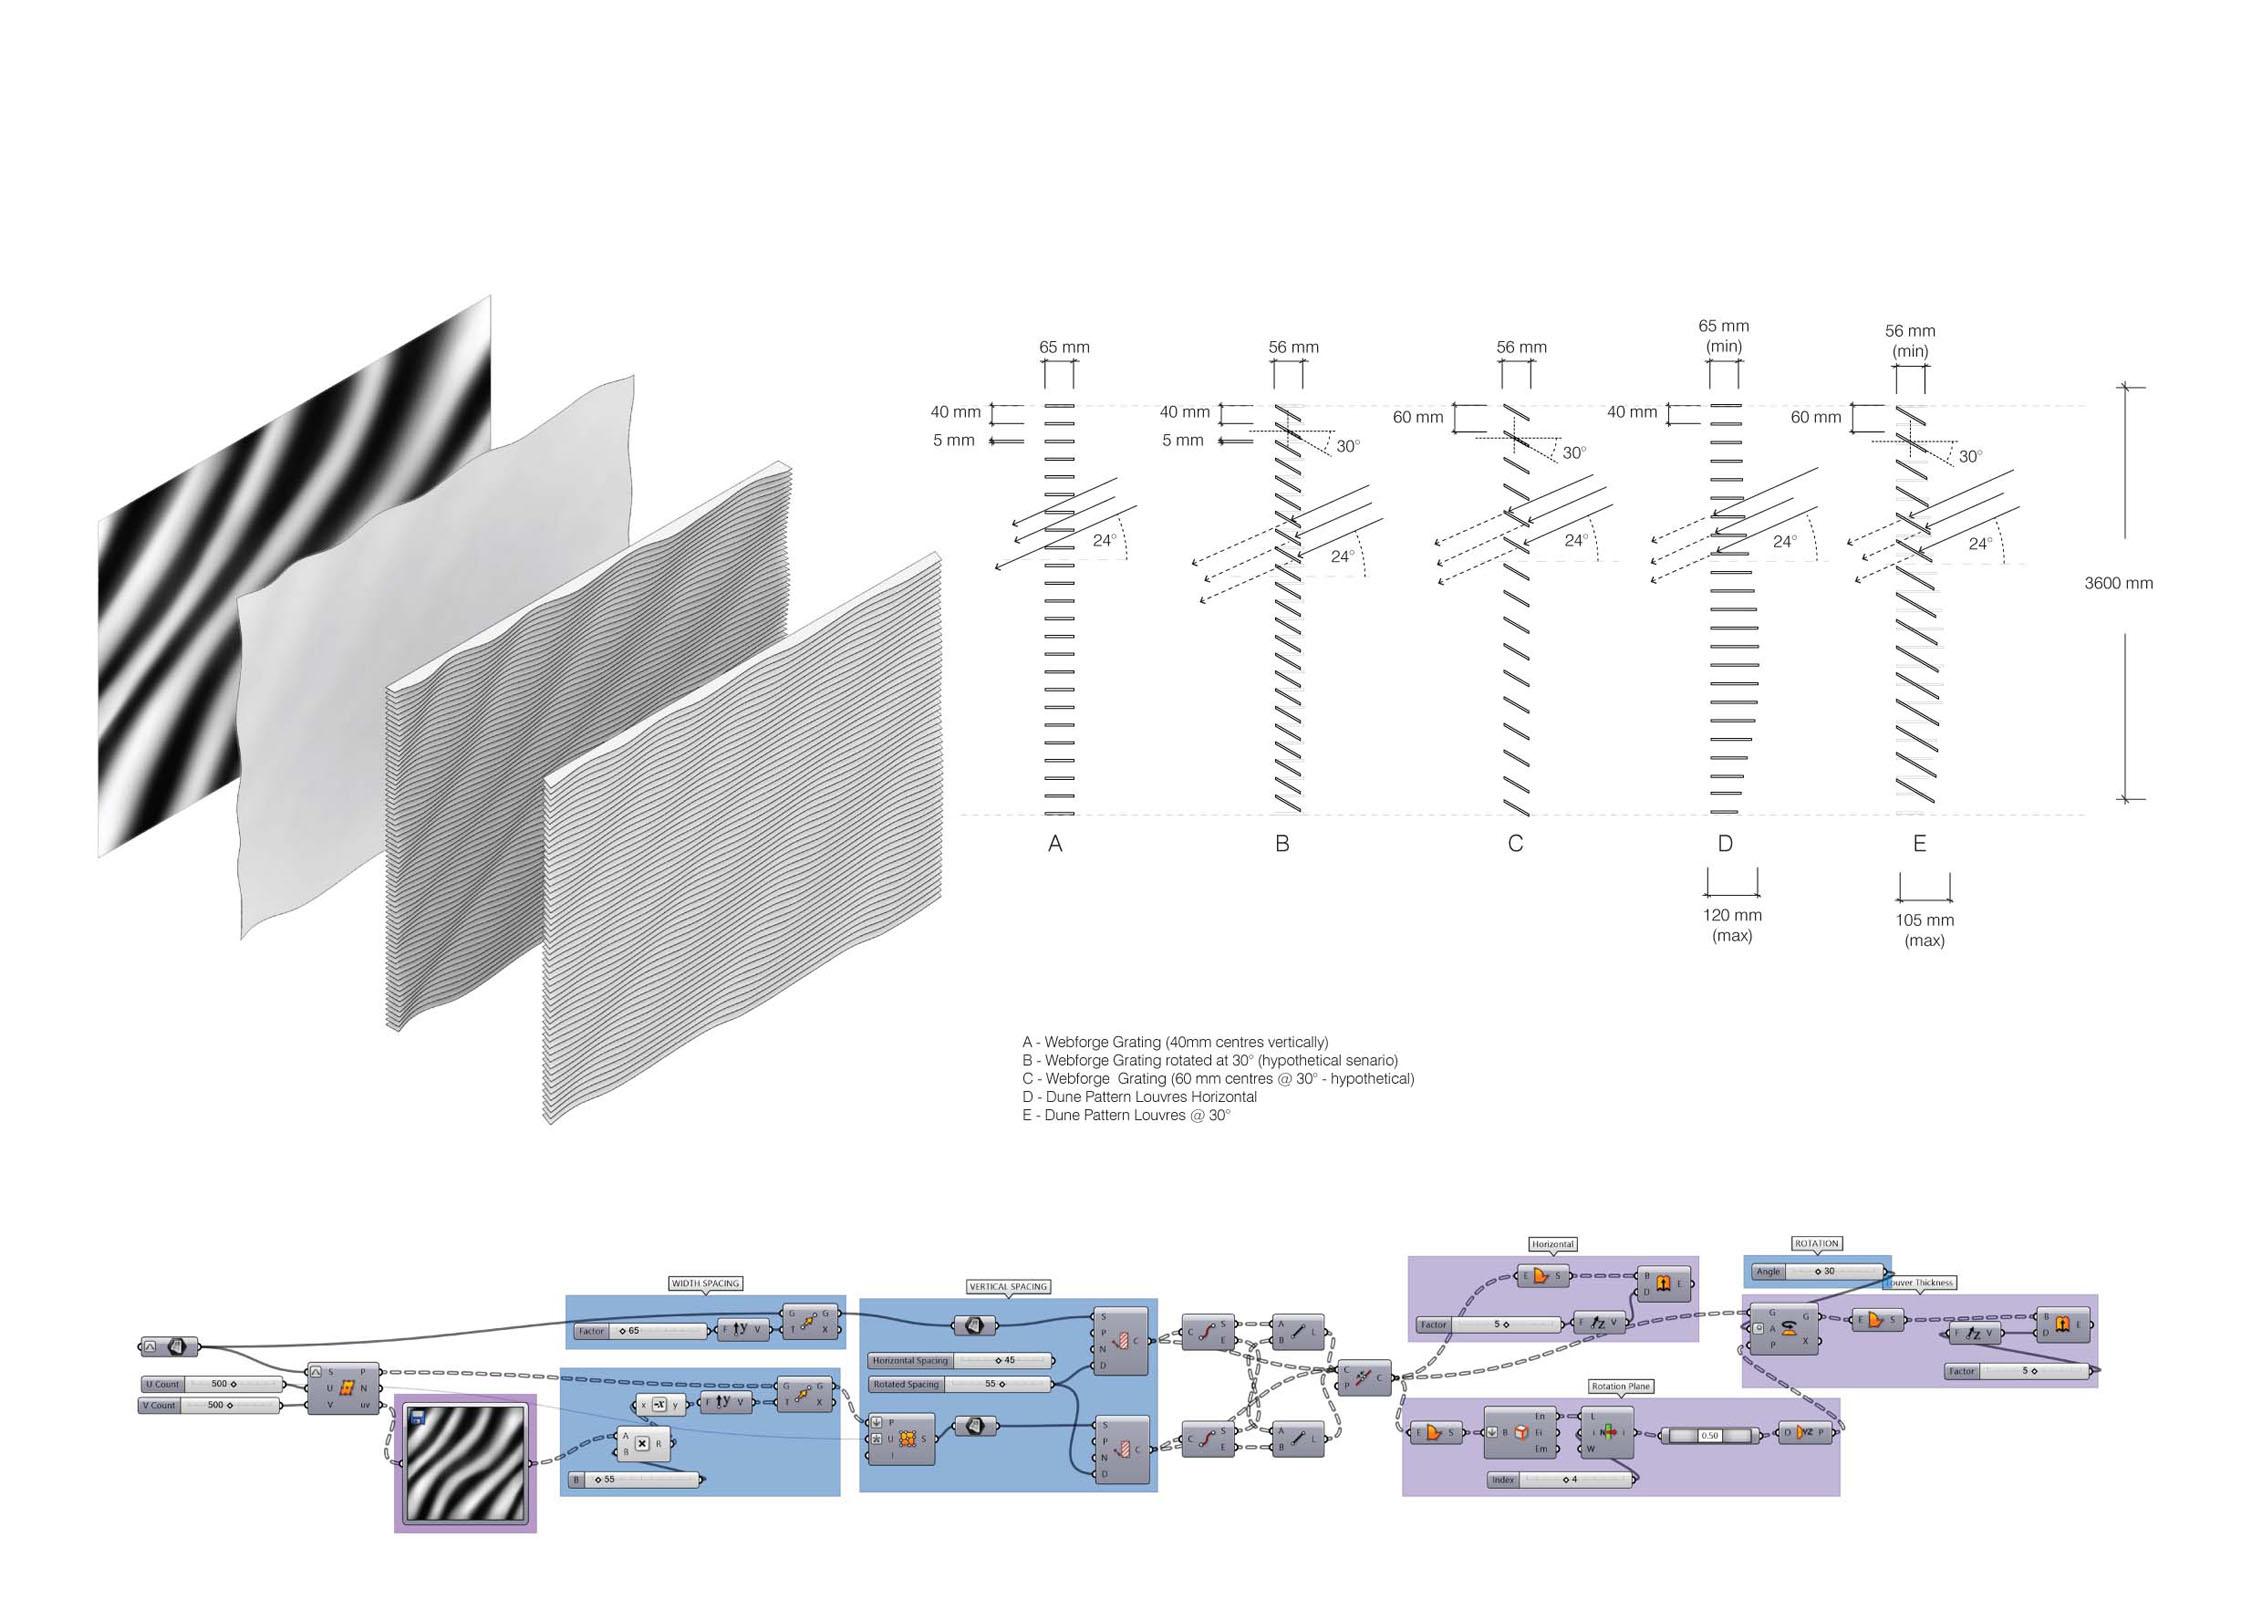 65 mm
56 mm
56 mm
65 mm
(min)
56 mm
(min)
40 mm
5 mm
40 mm
5 mm
30°
60 mm
30°
40 mm
60 mm
30°
24°
24°
24°
24°
24°
3600 mm
A
B
C
D
E
120 mm
(max)
105 mm
(max)
A - Webforge Grating (40mm centres vertically)
B - Webforge Grating rotated at 30° (hypothetical senario)
C - Webforge  Grating (60 mm centres @ 30° - hypothetical)
D - Dune Pattern Louvres Horizontal
E - Dune Pattern Louvres @ 30°
WIDTH SPACING
VERTICAL SPACING
Horizontal
ROTATION
Angle 30
Louver Thickness
Factor 65
F V
G T G X
Horizontal Spacing 45
Rotated Spacing 55
S P N D C
U Count 500
V Count 500
S U V P N uv
x -x y
F V
G T G X
A B R
B 55
P U I S
S P N D C
C S E
A B L
C S E
A B L
C P C
E S
B D E
Factor 5
F Z V
G A P G X
E S
F Z V
B D E
Factor 5
Rotation Plane
E S
B En Ei Em
L i W i
0.50
O YZ P
Index 4